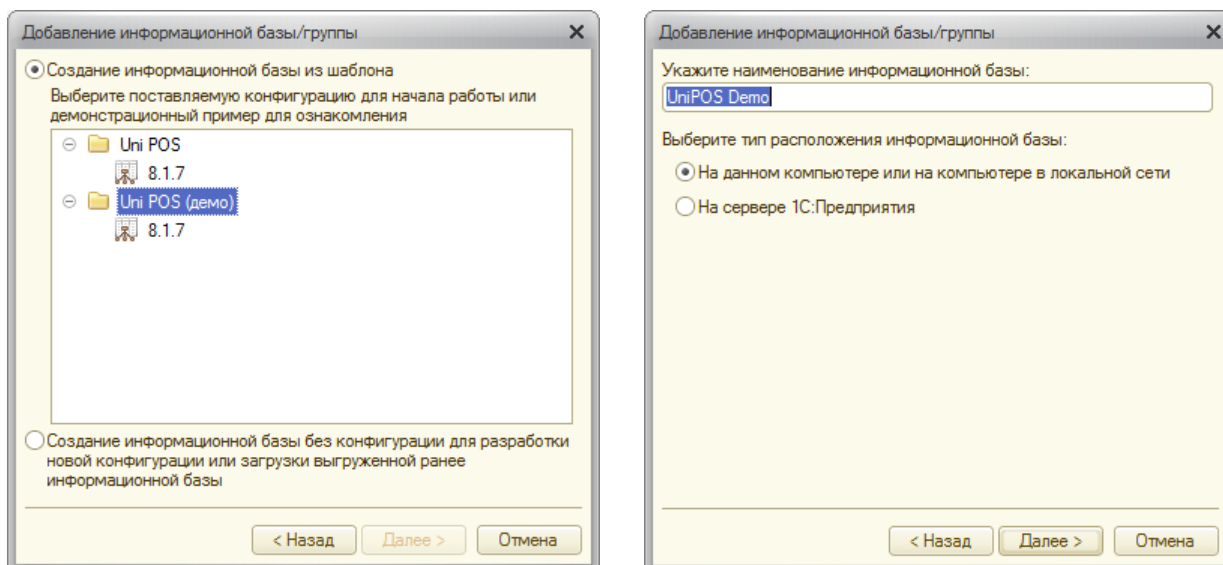 Добавление информационной базы/группы
Создание информационной базы из шаблона
Выберите поставляемую конфигурацию для начала работы или
демонстрационный пример для ознакомления
Uni POS
8.1.7
Uni POS (демо)
8.1.7
Создание информационной базы без конфигурации для разработки
новой конфигурации или загрузки выгруженной ранее
информационной базы
< Назад
Далее >
Отмена
Добавление информационной базы/группы
Укажите наименование информационной базы:
UniPOS Demo
Выберите тип расположения информационной базы:
На данном компьютере или на компьютере в локальной сети
На сервере 1С:Предприятия
< Назад
Далее >
Отмена